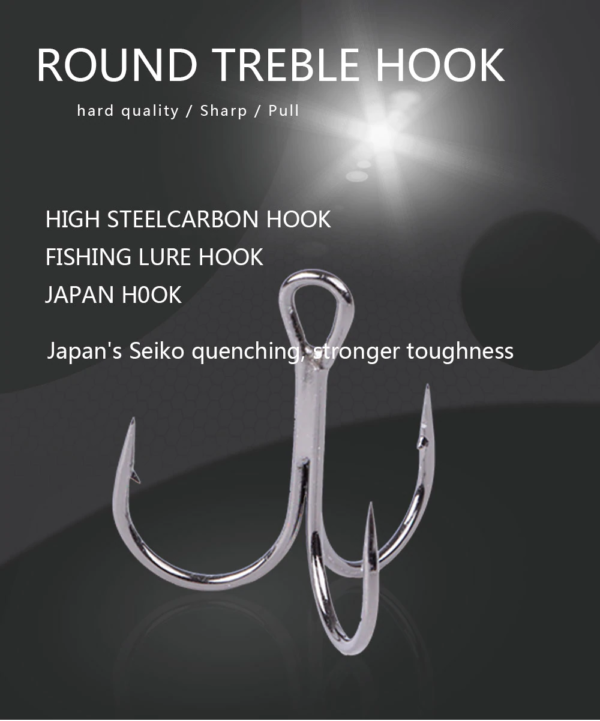 ROUND TREBLE HOOK
hard quality / Sharp / Pull
HIGH STEELCARBON HOOK
FISHING LURE HOOK
JAPAN H0OK
Japan's Seiko quenching, stronger toughness